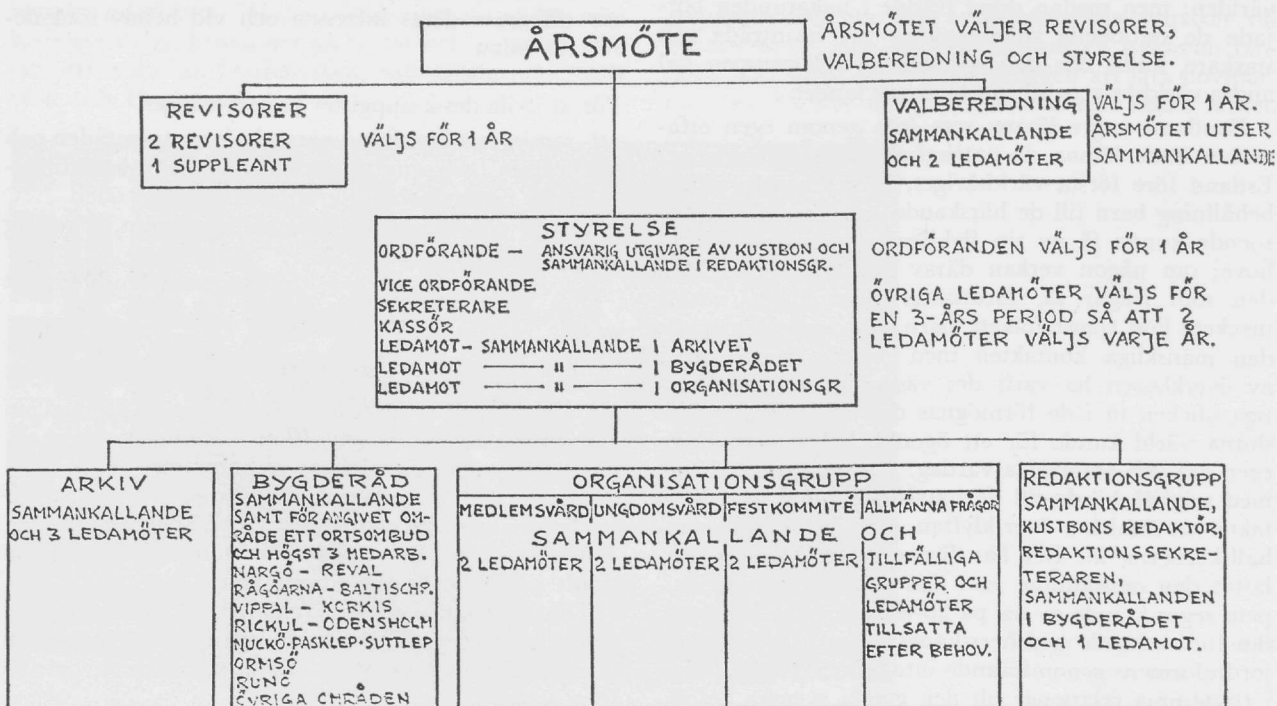 ÅRSMÖTE
ÅRSMÖTET VÄLJER REVISORER,
VALBEREDNING OCH STYRELSE.
REVISORER
2 REVISORER
1 SUPPLEANT
VÄLJS FÖR 1 ÅR
VALBEREDNING
SAMMANKALLANDE
OCH 2 LEDAMÖTER
VÄLJS FÖR 1 ÅR.
ÅRSMÖTET UTSER
SAMMANKALLANDE
STYRELSE
ORDFÖRANDE – ANSVARIG UTGIVARE AV KUSTBON OCH
SAMMANKALLANDE I REDAKTIONSGR.
VICE ORDFÖRANDE
SEKRETERARE
KASSÖR
LEDAMOT – SAMMANKALLANDE I ARKIVET
LEDAMOT — " — I BYGDERÅDET
LEDAMOT — " — I ORGANISATIONSGR
ORDFÖRANDEN VÄLJS FÖR 1 ÅR
ÖVRIGA LEDAMÖTER VÄLJS FÖR
EN 3-ÅRS PERIOD SÅ ATT 2
LEDAMÖTER VÄLJS VARJE ÅR.
ARKIV
SAMMANKALLANDE
OCH 3 LEDAMÖTER
BYGDERÅD
SAMMANKALLANDE
SAMT FÖR ANGIVET OM-
RÅDE ETT ORTSOMBUD
OCH HÖGST 3 MEDARB.
NARGÖ – REVAL
RÅGÖARNA – BALTISCHP.
VIPPAL – KORKIS
RICKUL – ODENSHOLM
NUCKÖ-PASKLEP-SUTTLEP
ORMSÖ
RUNÖ
ÖVRIGA OMRÅDEN
ORGANISATIONSGRUPP
MEDLEMSVÅRD UNGDOMSVÅRD FESTKOMMITÉ
SAMMANKALLANDE
2 LEDAMÖTER 2 LEDAMÖTER 2 LEDAMÖTER
ALLMÄNNA FRÅGOR
OCH
TILLFÄLLIGA
GRUPPER OCH
LEDAMÖTER
TILLSATTA
EFTER BEHOV.
REDAKTIONSGRUPP
SAMMANKALLANDE,
KUSTBONS REDAKTÖR,
REDAKTIONSSEKRE-
TERAREN,
SAMMANKALLANDEN
I BYGDERÅDET
OCH 1 LEDAMOT.